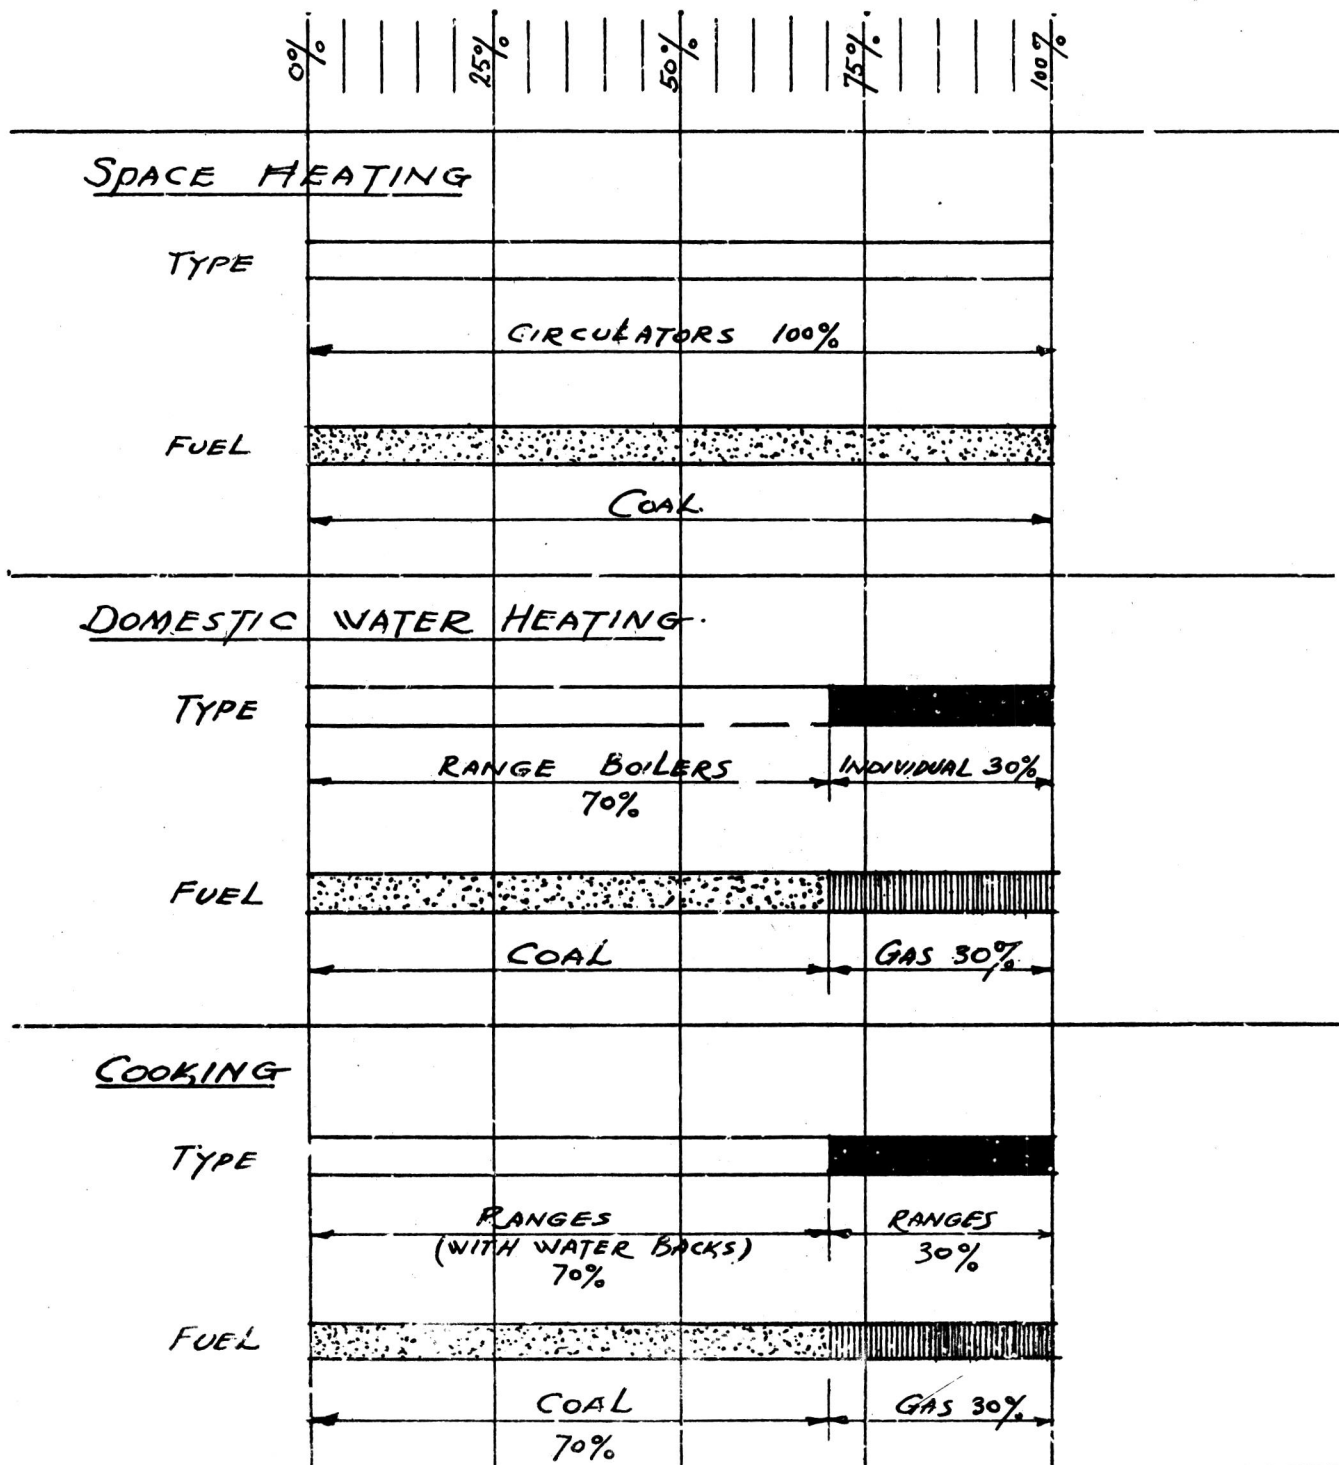 0% 25% 50% 75% 100%
SPACE HEATING
TYPE
CIRCULATORS 100%
FUEL
COAL.
DOMESTIC WATER HEATING.
TYPE
RANGE BOILERS INDIVIDUAL 30%
70%
FUEL
COAL GAS 30%
COOKING
TYPE
RANGES RANGES
(WITH WATER BACKS) 30%
70%
FUEL
COAL GAS 30%
70%